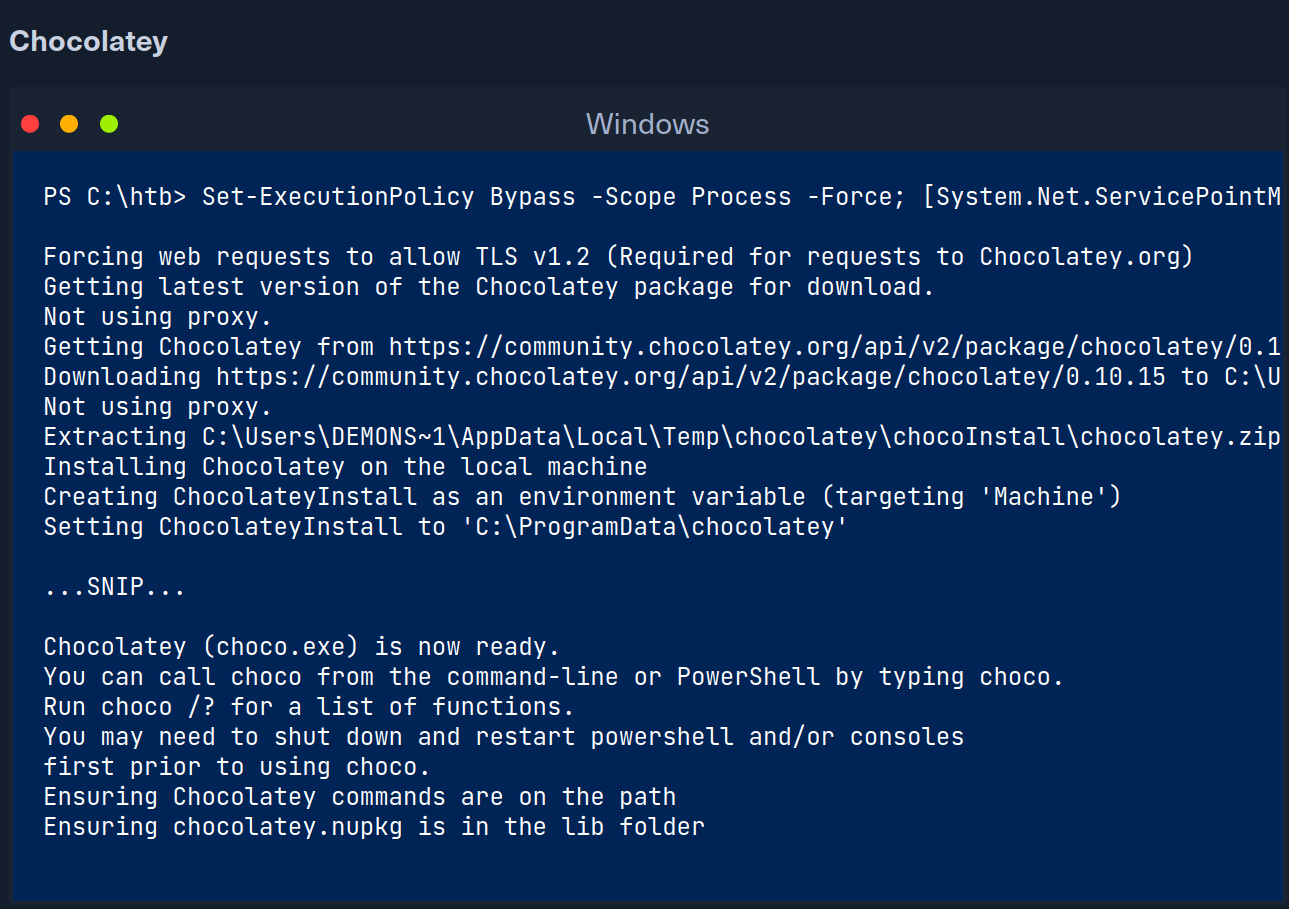 Chocolatey
Windows
PS C:\htb> Set-ExecutionPolicy Bypass -Scope Process -Force; [System.Net.ServicePointM
Forcing web requests to allow TLS v1.2 (Required for requests to Chocolatey.org)
Getting latest version of the Chocolatey package for download.
Not using proxy.
Getting Chocolatey from https://community.chocolatey.org/api/v2/package/chocolatey/0.1
Downloading https://community.chocolatey.org/api/v2/package/chocolatey/0.10.15 to C:\U
Not using proxy.
Extracting C:\Users\DEMONS~1\AppData\Local\Temp\chocolatey\chocoInstall\chocolatey.zip
Installing Chocolatey on the local machine
Creating ChocolateyInstall as an environment variable (targeting 'Machine')
Setting ChocolateyInstall to 'C:\ProgramData\chocolatey'
...SNIP...
Chocolatey (choco.exe) is now ready.
You can call choco from the command-line or PowerShell by typing choco.
Run choco /? for a list of functions.
You may need to shut down and restart powershell and/or consoles
first prior to using choco.
Ensuring Chocolatey commands are on the path
Ensuring chocolatey.nupkg is in the lib folder